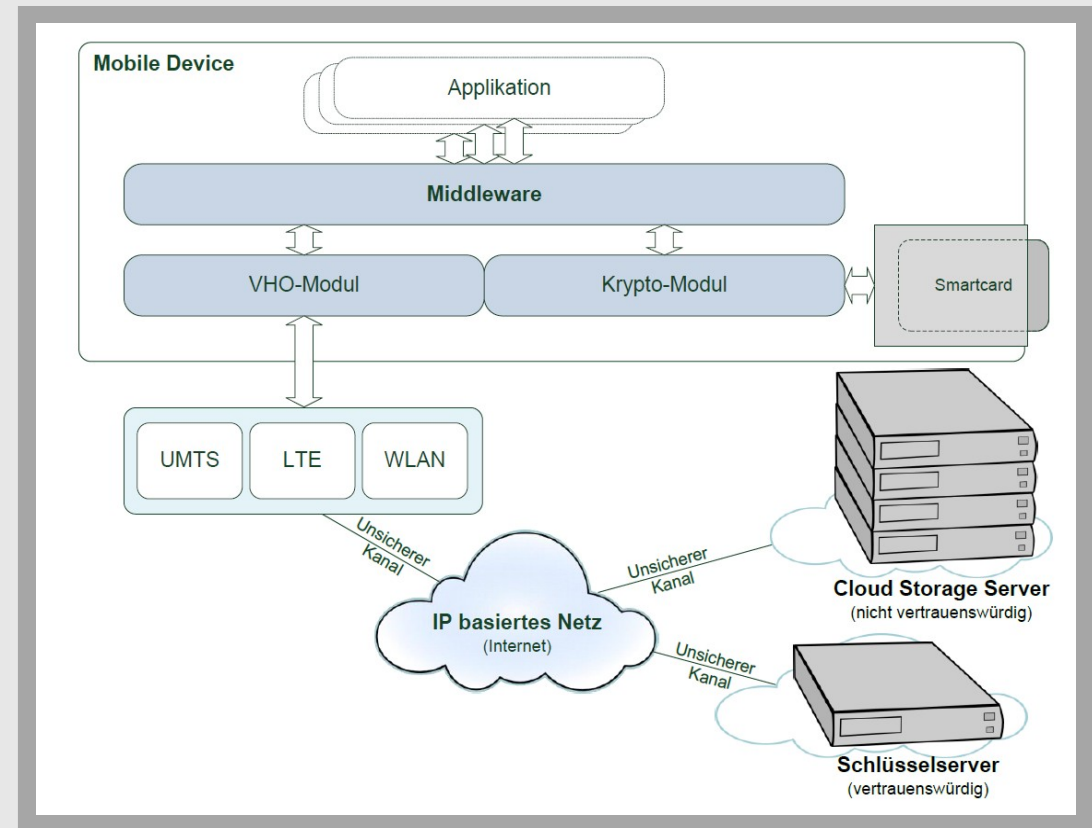 Mobile Device
Applikation
Middleware
VHO-Modul
Krypto-Modul
Smartcard
UMTS
LTE
WLAN
Unsicherer
Kanal
Unsicherer
Kanal
Cloud Storage Server
(nicht vertrauenswürdig)
IP basiertes Netz
(Internet)
Unsicherer
Kanal
Schlüsselserver
(vertrauenswürdig)